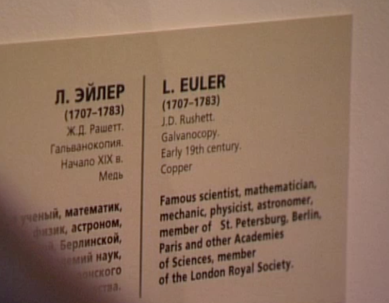 Л. ЭЙЛЕР
(1707–1783)
Ж.Д. Рашетт.
Гальванокопия.
Начало XIX в.
Медь
ученый, математик,
физик, астроном,
Берлинской,
наук,
L. EULER
(1707–1783)
J.D. Rushett.
Galvanocopy.
Early 19th century.
Copper
Famous scientist, mathematician,
mechanic, physicist, astronomer,
member of St. Petersburg, Berlin,
Paris and other Academies
of Sciences, member
of the London Royal Society.